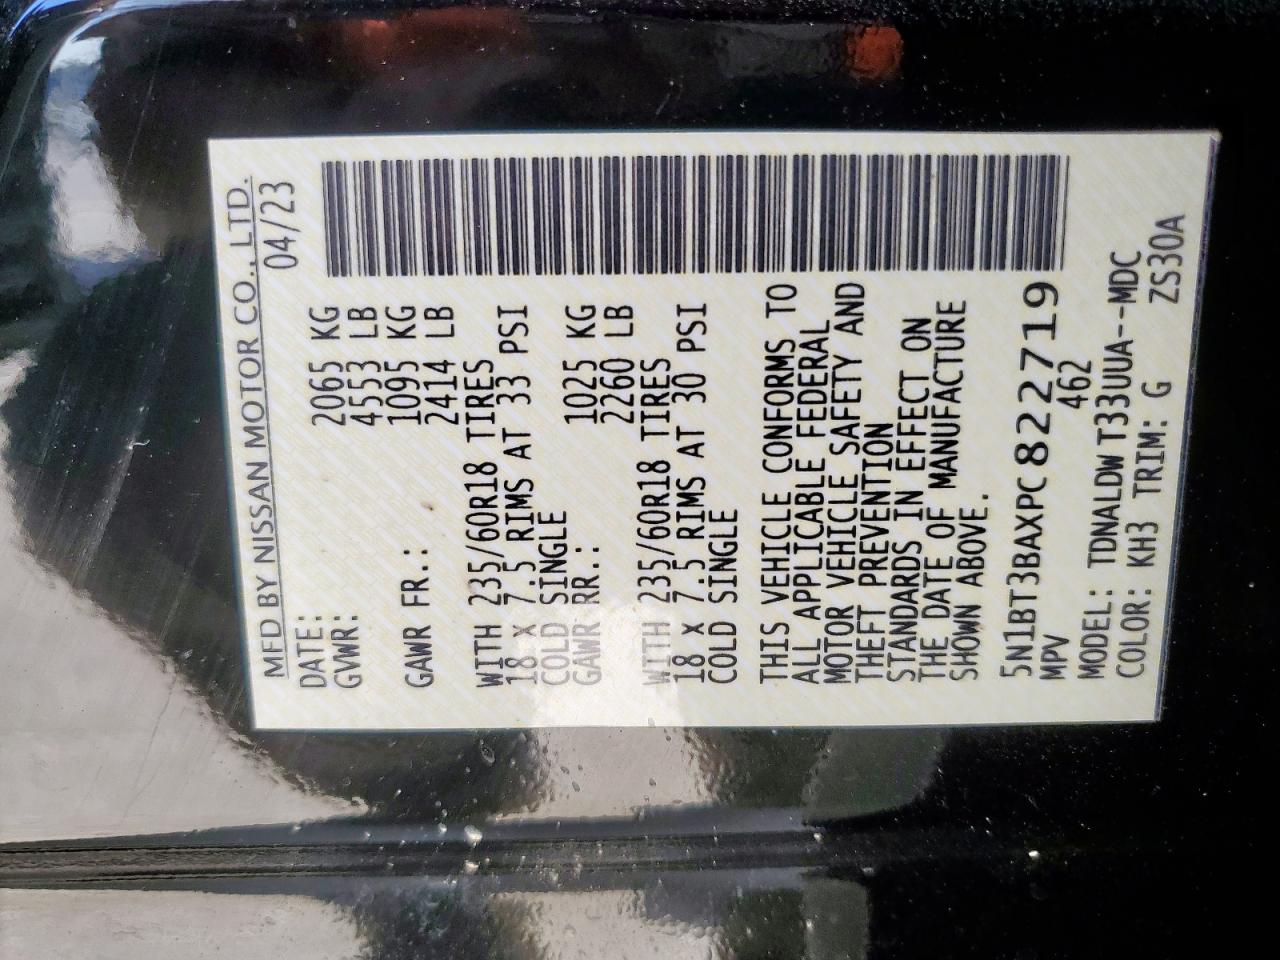 MFD BY NISSAN MOTOR CO., LTD.
DATE: 04/23
GVWR: 2065 KG
4553 LB
GAWR FR.: 1095 KG
2414 LB
WITH 235/60R18 TIRES
18 x 7.5 RIMS AT 33 PSI
COLD SINGLE
GAWR RR.: 1025 KG
2260 LB
WITH 235/60R18 TIRES
18 x 7.5 RIMS AT 30 PSI
COLD SINGLE
THIS VEHICLE CONFORMS TO
ALL APPLICABLE FEDERAL
MOTOR VEHICLE SAFETY AND
THEFT PREVENTION
STANDARDS IN EFFECT ON
THE DATE OF MANUFACTURE
SHOWN ABOVE.
5N1BT3BAXPC822719
MPV 462
MODEL: TDNALDW T33UUA--MDC
COLOR: KH3 TRIM: G ZS30A